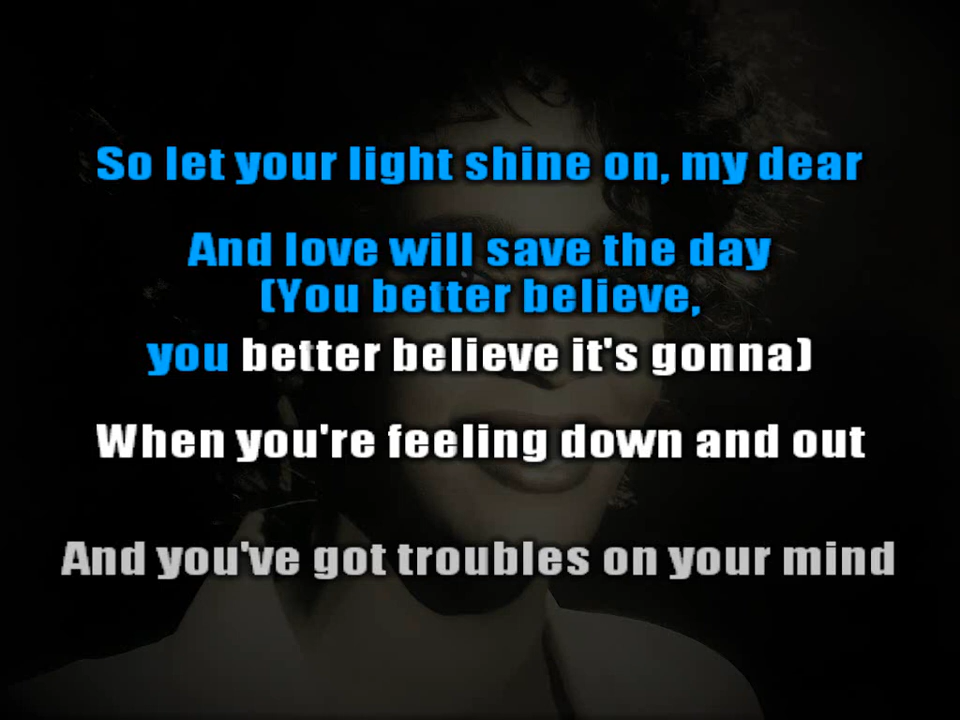 So let your light shine on, my dear
And love will save the day
(You better believe,
you better believe it's gonna)
When you're feeling down and out
And you've got troubles on your mind